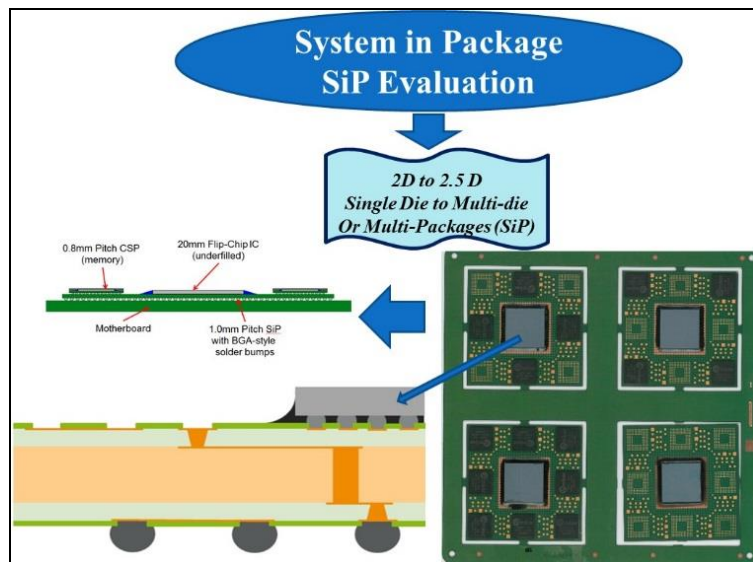 System in Package
SiP Evaluation
2D to 2.5 D
Single Die to Multi-die
Or Multi-Packages (SiP)
0.8mm Pitch CSP
(memory)
20mm Flip-Chip IC
(underfilled)
Motherboard
1.0mm Pitch SiP
with BGA-style
solder bumps